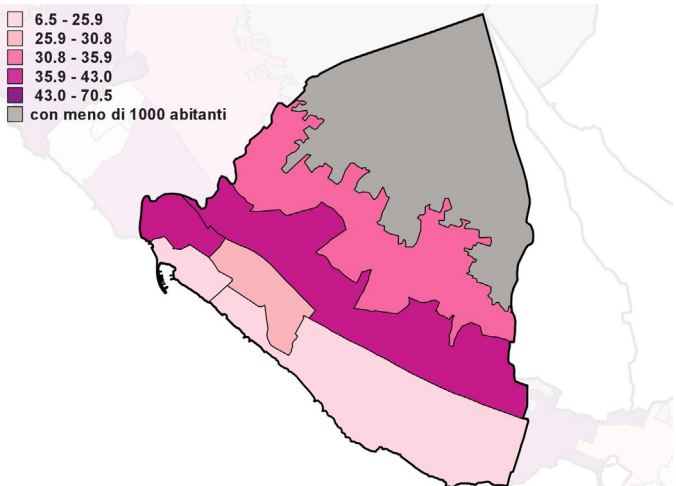 6.5 - 25.9
25.9 - 30.8
30.8 - 35.9
35.9 - 43.0
43.0 - 70.5
con meno di 1000 abitanti